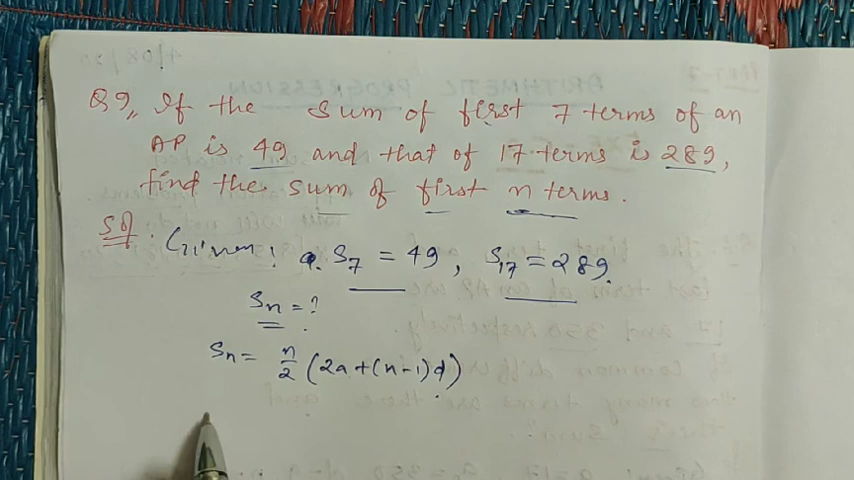 Q9,, If the sum of first 7 terms of an
AP is 49 and that of 17 terms is 289,
find the sum of first n terms.
Sol. Given: a. S7 = 49, S17 = 289.
Sn = ?
Sn = n/2 (2a+(n-1)d)